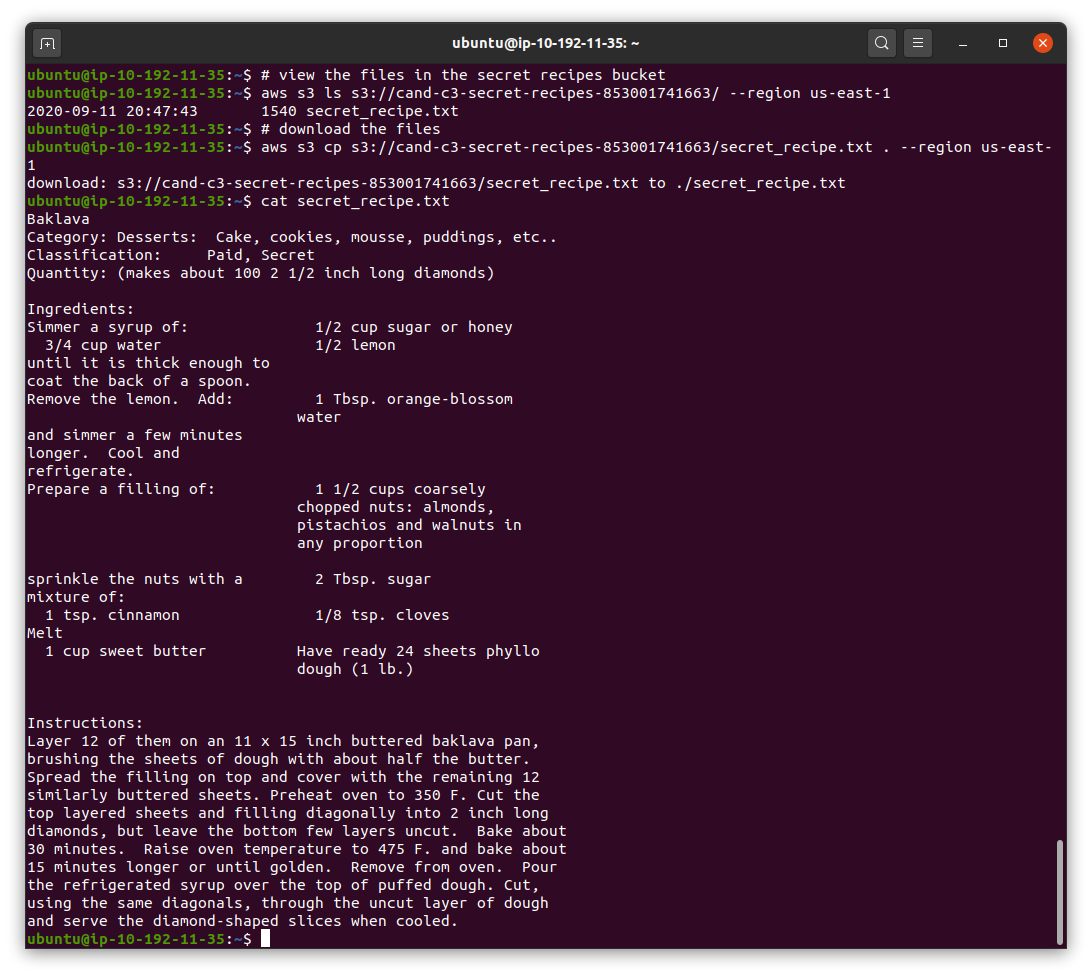 ubuntu@ip-10-192-11-35: ~
ubuntu@ip-10-192-11-35:~$ # view the files in the secret recipes bucket
ubuntu@ip-10-192-11-35:~$ aws s3 ls s3://cand-c3-secret-recipes-853001741663/ --region us-east-1
2020-09-11 20:47:43       1540 secret_recipe.txt
ubuntu@ip-10-192-11-35:~$ # download the files
ubuntu@ip-10-192-11-35:~$ aws s3 cp s3://cand-c3-secret-recipes-853001741663/secret_recipe.txt . --region us-east-
1
download: s3://cand-c3-secret-recipes-853001741663/secret_recipe.txt to ./secret_recipe.txt
ubuntu@ip-10-192-11-35:~$ cat secret_recipe.txt
Baklava
Category: Desserts:  Cake, cookies, mousse, puddings, etc..
Classification:     Paid, Secret
Quantity: (makes about 100 2 1/2 inch long diamonds)

Ingredients:
Simmer a syrup of:              1/2 cup sugar or honey
  3/4 cup water                 1/2 lemon
until it is thick enough to
coat the back of a spoon.
Remove the lemon.  Add:         1 Tbsp. orange-blossom
                              water
and simmer a few minutes
longer.  Cool and
refrigerate.
Prepare a filling of:           1 1/2 cups coarsely
                              chopped nuts: almonds,
                              pistachios and walnuts in
                              any proportion

sprinkle the nuts with a        2 Tbsp. sugar
mixture of:
  1 tsp. cinnamon               1/8 tsp. cloves
Melt
  1 cup sweet butter          Have ready 24 sheets phyllo
                              dough (1 lb.)

Instructions:
Layer 12 of them on an 11 x 15 inch buttered baklava pan,
brushing the sheets of dough with about half the butter.
Spread the filling on top and cover with the remaining 12
similarly buttered sheets. Preheat oven to 350 F. Cut the
top layered sheets and filling diagonally into 2 inch long
diamonds, but leave the bottom few layers uncut.  Bake about
30 minutes.  Raise oven temperature to 475 F. and bake about
15 minutes longer or until golden.  Remove from oven.  Pour
the refrigerated syrup over the top of puffed dough. Cut,
using the same diagonals, through the uncut layer of dough
and serve the diamond-shaped slices when cooled.
ubuntu@ip-10-192-11-35:~$